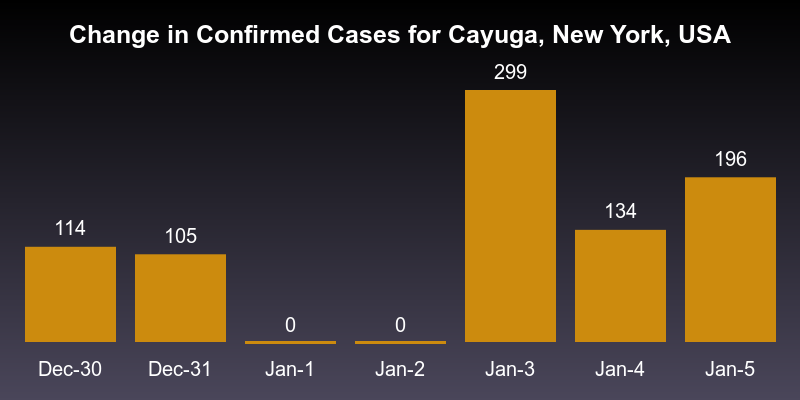 Change in Confirmed Cases for Cayuga, New York, USA
299
196
134
114
105
0
0
Dec-30
Dec-31
Jan-1
Jan-2
Jan-3
Jan-4
Jan-5